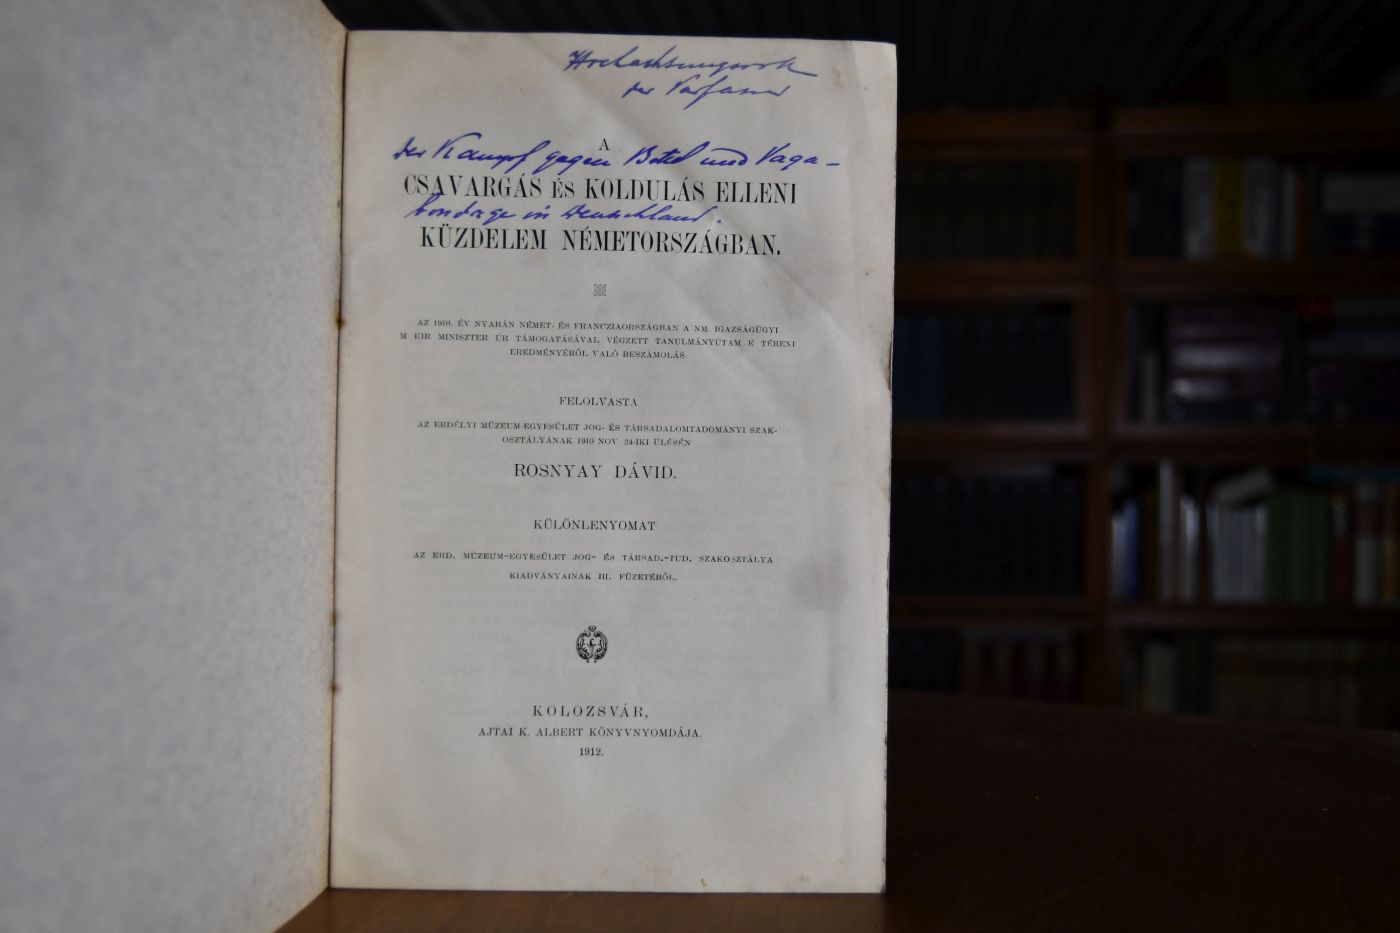 Hochachtungsvoll
der Verfasser
A
der Kampf gegen Bettel und Vaga-
CSAVARGÁS ÉS KOLDULÁS ELLENI
bondage in Deutschland.
KÜZDELEM NÉMETORSZÁGBAN.
AZ 1910. ÉV NYARÁN NÉMET- ÉS FRANCZIAORSZÁGBAN A NM. IGAZSÁGÜGYI
M EIR MINISZTER ÚR TÁMOGATÁSÁVAL VÉGZETT TANULMÁNYÚTAM E TÉRENI
EREDMÉNYÉRŐL VALÓ BESZÁMOLÁS.
FELOLVASTA
AZ ERDÉLYI MÚZEUM-EGYESÜLET JOG- ÉS TÁRSADALOMTADOMÁNYI SZAK-
OSZTÁLYÁNAK 1910 NOV. 24-IKI ÜLÉSÉN
ROSNYAY DÁVID.
KÜLÖNLENYOMAT
AZ ERD. MÚZEUM-EGYESÜLET JOG- ÉS TÁRSAD.-TUD. SZAKOSZTÁLYA
KIADVÁNYAINAK III. FÜZETÉBŐL.
KOLOZSVÁR,
AJTAI K. ALBERT KÖNYVNYOMDÁJA.
1912.